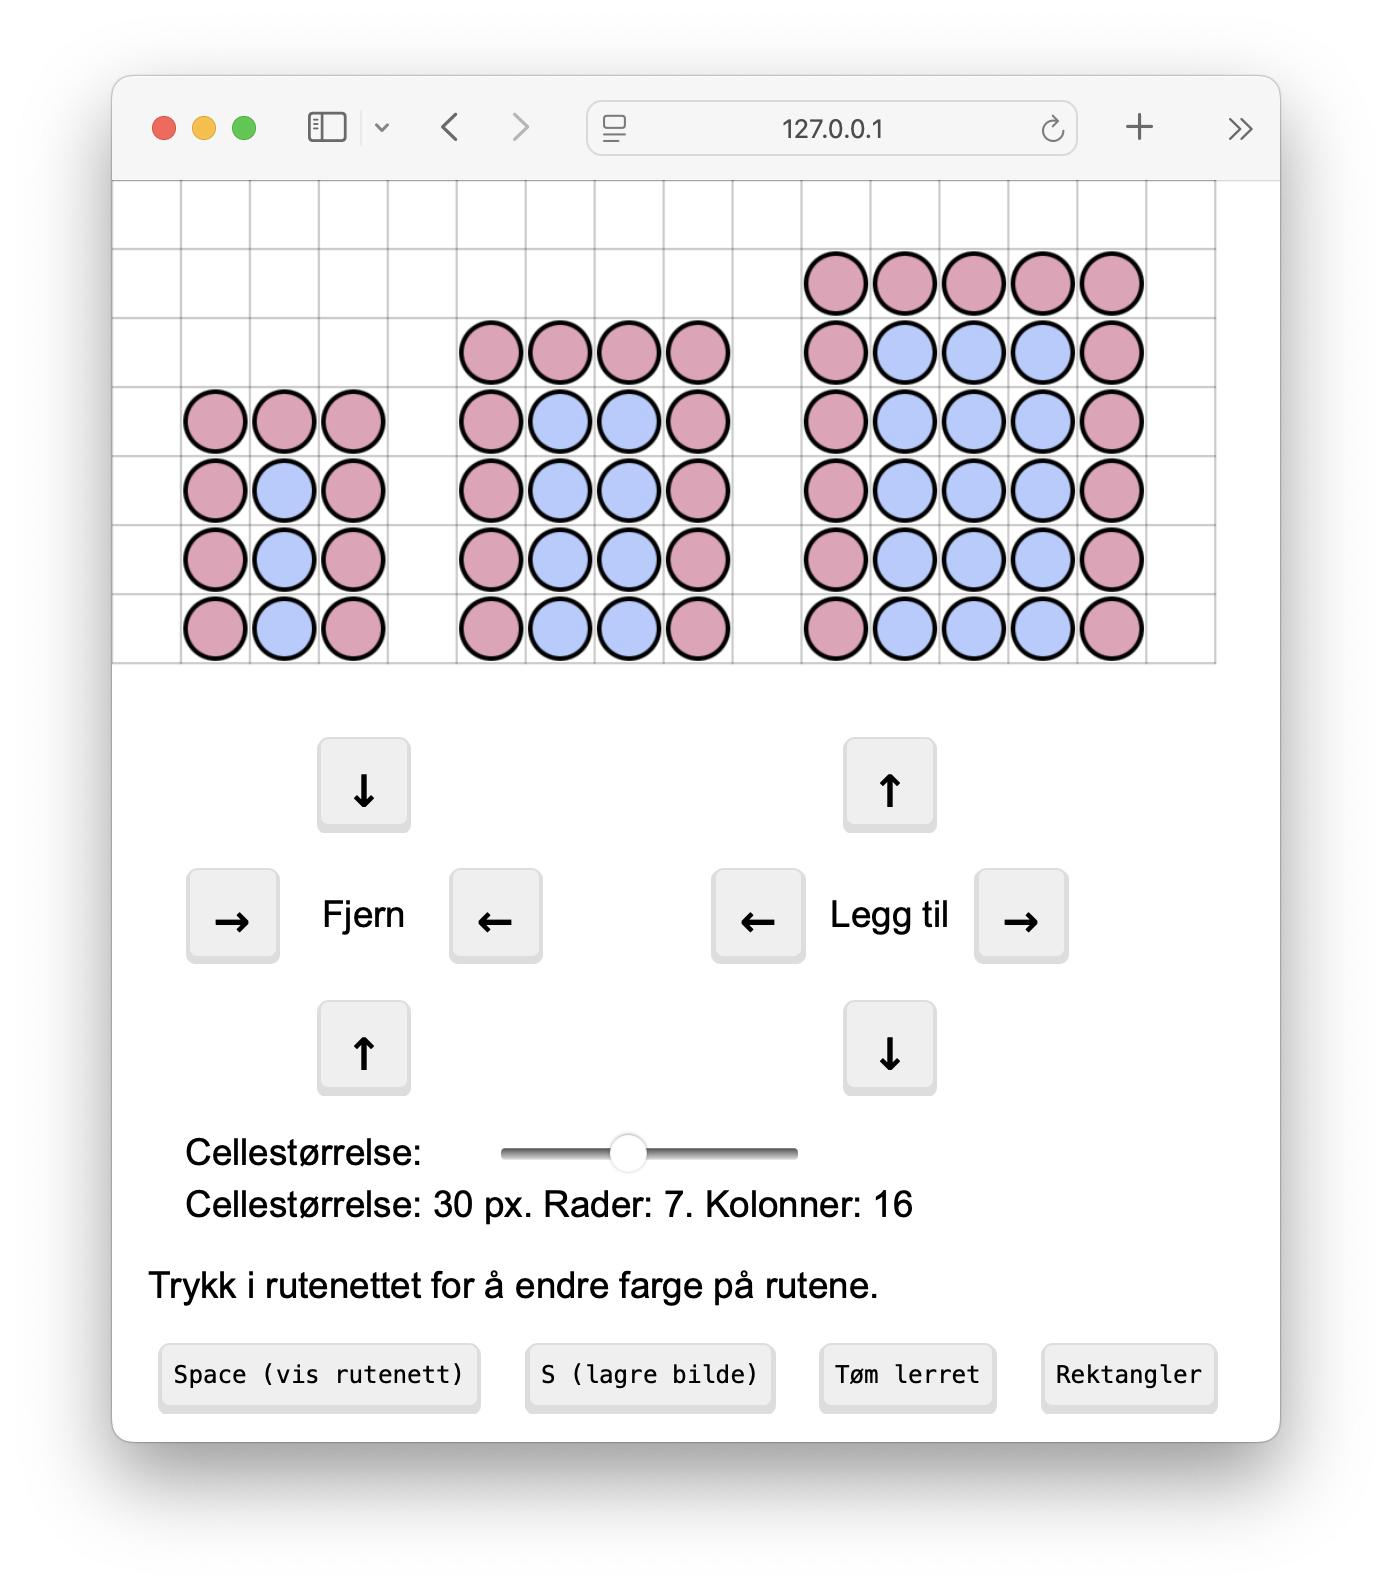 127.0.0.1
↓ ↑
→ Fjern ← ← Legg til →
↑ ↓
Cellestørrelse:
Cellestørrelse: 30 px. Rader: 7. Kolonner: 16
Trykk i rutenettet for å endre farge på rutene.
Space (vis rutenett) S (lagre bilde) Tøm lerret Rektangler